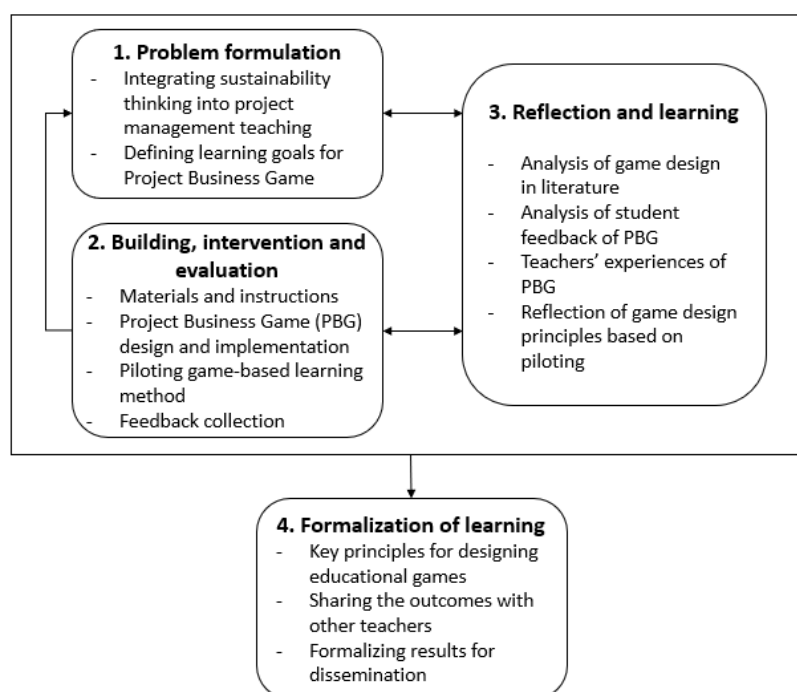 1. Problem formulation
- Integrating sustainability
thinking into project
management teaching
- Defining learning goals for
Project Business Game
2. Building, intervention and
evaluation
- Materials and instructions
- Project Business Game (PBG)
design and implementation
- Piloting game-based learning
method
- Feedback collection
3. Reflection and learning
- Analysis of game design
in literature
- Analysis of student
feedback of PBG
- Teachers’ experiences of
PBG
- Reflection of game design
principles based on
piloting
4. Formalization of learning
- Key principles for designing
educational games
- Sharing the outcomes with
other teachers
- Formalizing results for
dissemination